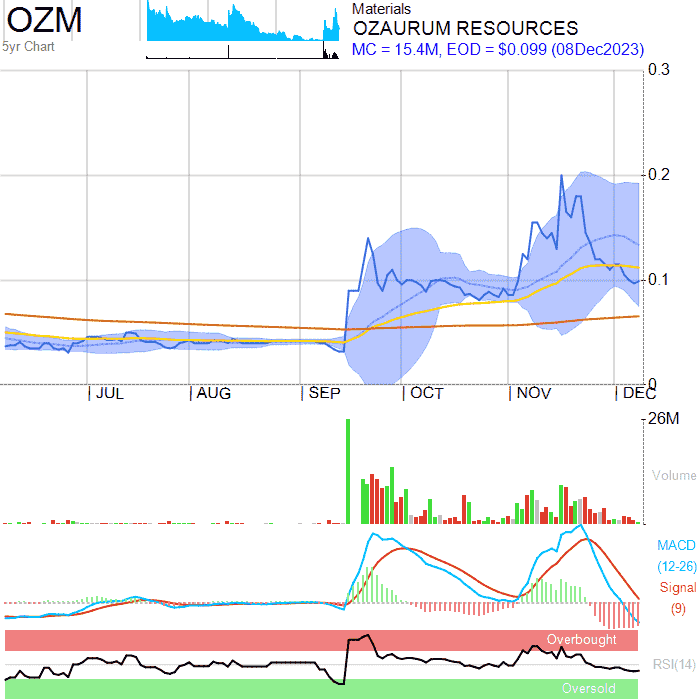 OZM
5yr Chart
Materials
OZAURUM RESOURCES
MC = 15.4M, EOD = $0.099 (08Dec2023)
0.3
0.2
0.1
0
JUL AUG SEP OCT NOV DEC
26M
Volume
MACD
(12-26)
Signal
(9)
Overbought
RSI(14)
Oversold